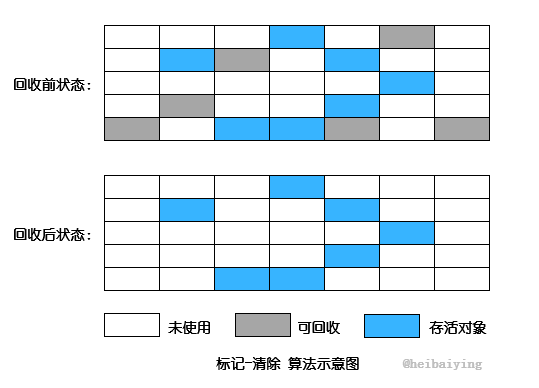 回收前状态:
回收后状态:
未使用 可回收 存活对象
标记-清除 算法示意图
@heibaiying